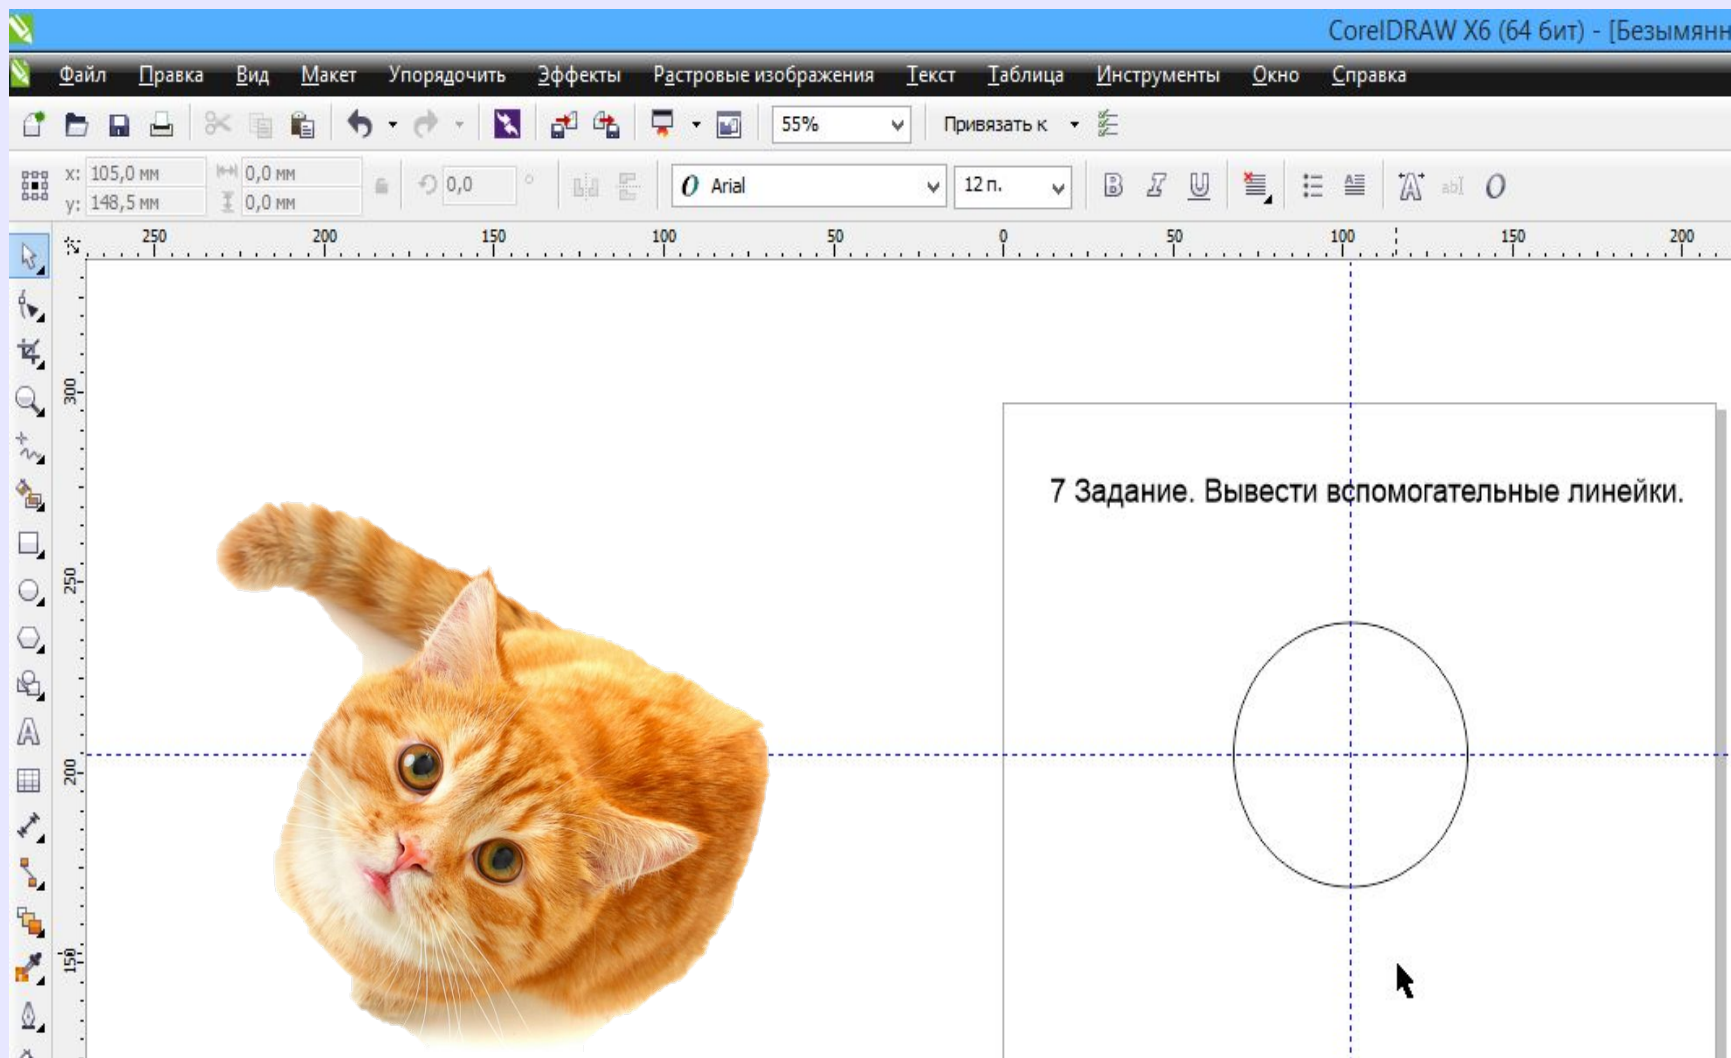 CorelDRAW X6 (64 бит) - [Безымянн
Файл Правка Вид Макет Упорядочить Эффекты Растровые изображения Текст Таблица Инструменты Окно Справка
55% Привязать к
x: 105,0 мм 0,0 мм
y: 148,5 мм 0,0 мм
0,0 °
O Arial 12 п. B I U A abI O
250 200 150 100 50 0 50 100 150 200
300
7 Задание. Вывести вспомогательные линейки.
250
200
150